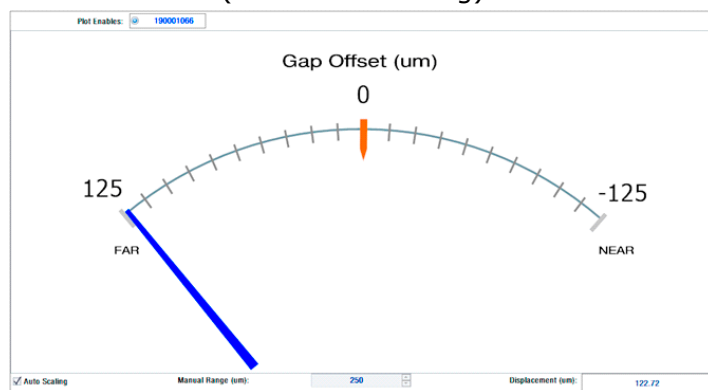 Plot Enables: 190001066
Gap Offset (um)
0
125
-125
FAR
NEAR
Auto Scaling Manual Range (um): 250 Displacement (um): 122.72